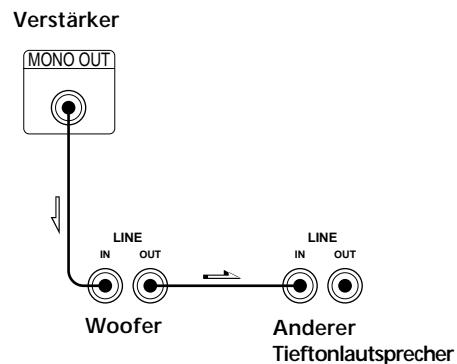 Verstärker
MONO OUT
LINE
IN OUT
LINE
IN OUT
Woofer
Anderer
Tieftonlautsprecher